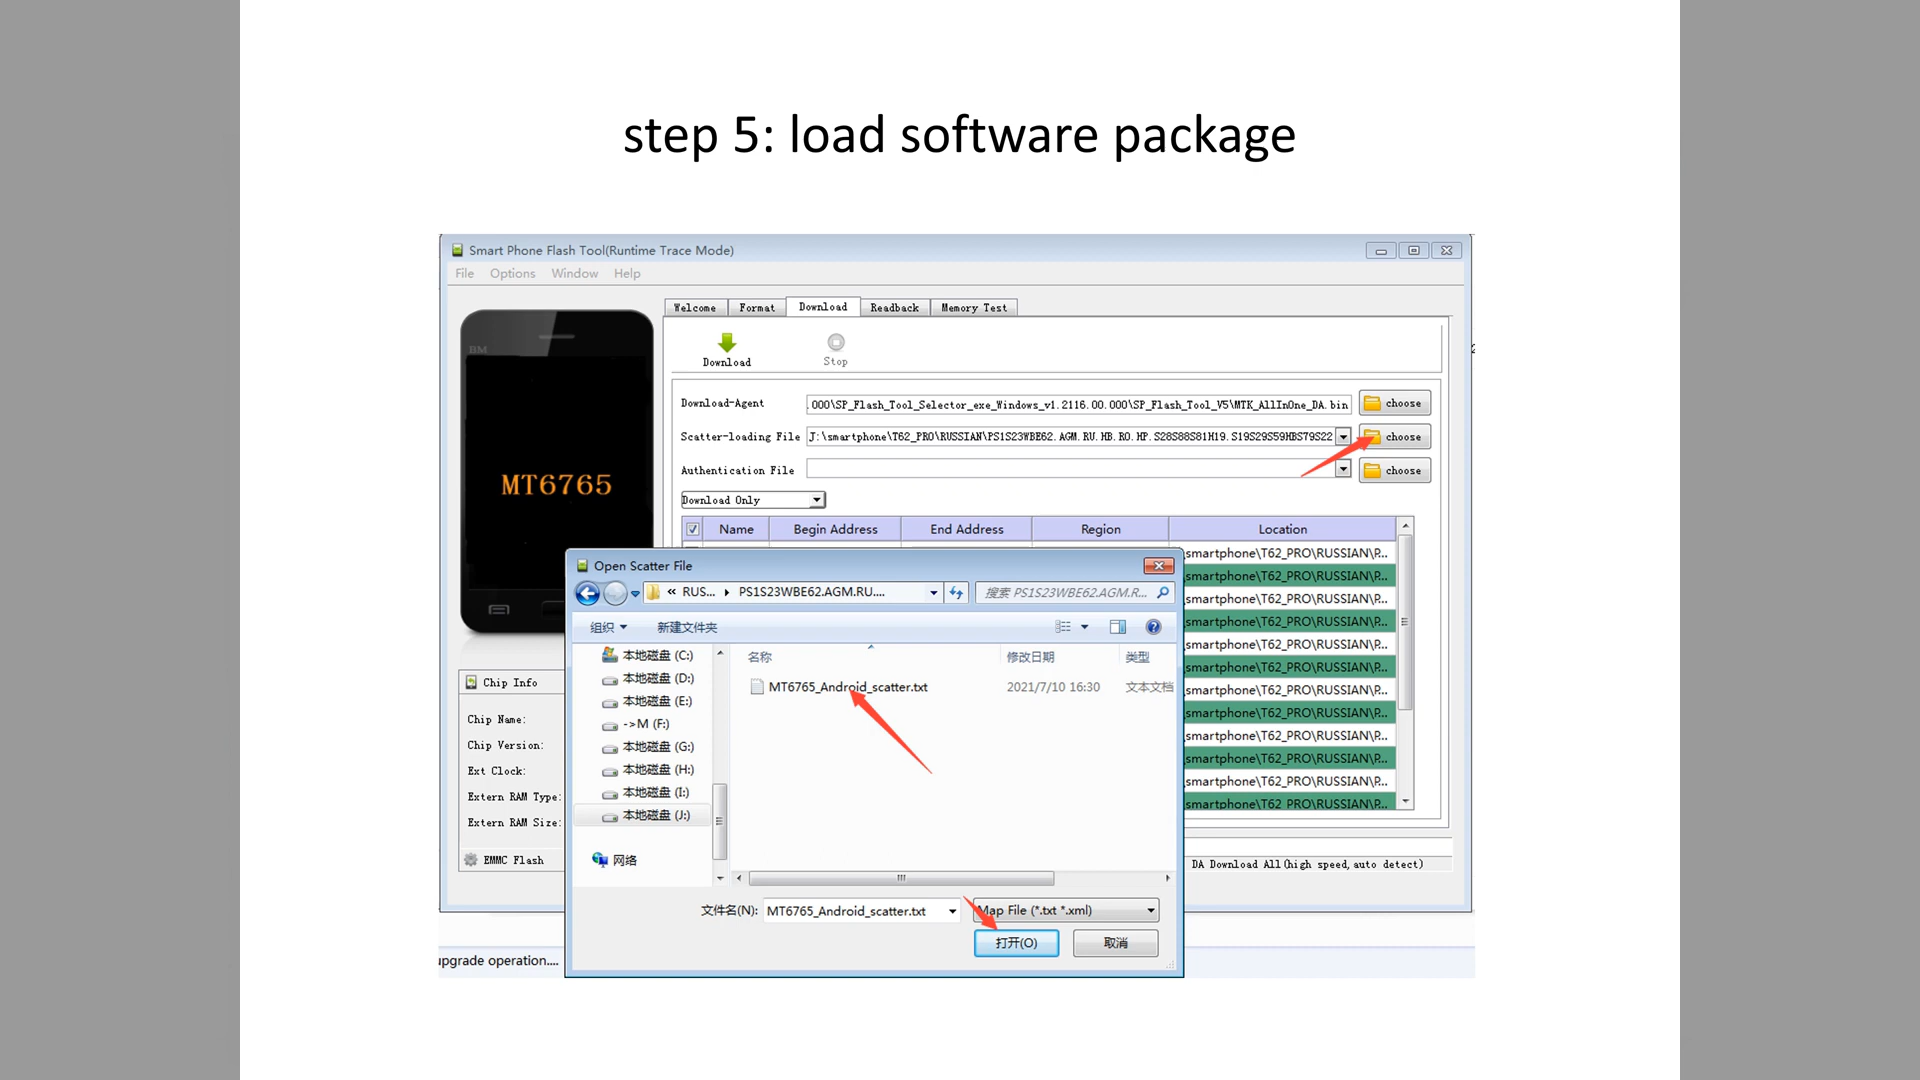 step 5: load software package
Smart Phone Flash Tool(Runtime Trace Mode)
File Options Window Help
Welcome Format Download Readback Memory Test
BM
Download Stop
Download-Agent .000\SP_Flash_Tool_Selector_exe_Windows_v1.2116.00.000\SP_Flash_Tool_V5\MTK_AllInOne_DA.bin choose
Scatter-loading File J:\smartphone\T62_PRO\RUSSIAN\PS1S23WBE62.AGM.RU.HB.RO.HP.S28S88S81H19.S19S29S59HBS79S22 choose
Authentication File choose
MT6765
Download Only
Name Begin Address End Address Region Location
smartphone\T62_PRO\RUSSIAN\P...
smartphone\T62_PRO\RUSSIAN\P...
smartphone\T62_PRO\RUSSIAN\P...
smartphone\T62_PRO\RUSSIAN\P...
smartphone\T62_PRO\RUSSIAN\P...
smartphone\T62_PRO\RUSSIAN\P...
smartphone\T62_PRO\RUSSIAN\P...
smartphone\T62_PRO\RUSSIAN\P...
smartphone\T62_PRO\RUSSIAN\P...
smartphone\T62_PRO\RUSSIAN\P...
smartphone\T62_PRO\RUSSIAN\P...
smartphone\T62_PRO\RUSSIAN\P...
Chip Info
Chip Name:
Chip Version:
Ext Clock:
Extern RAM Type:
Extern RAM Size:
EMMC Flash
DA Download All(high speed,auto detect)
Open Scatter File
« RUS... PS1S23WBE62.AGM.RU.... 搜索 PS1S23WBE62.AGM.R...
组织 新建文件夹
本地磁盘 (C:)
本地磁盘 (D:)
本地磁盘 (E:)
->M (F:)
本地磁盘 (G:)
本地磁盘 (H:)
本地磁盘 (I:)
本地磁盘 (J:)
网络
名称 修改日期 类型
MT6765_Android_scatter.txt 2021/7/10 16:30 文本文档
文件名(N): MT6765_Android_scatter.txt Map File (*.txt *.xml)
打开(O) 取消
upgrade operation....